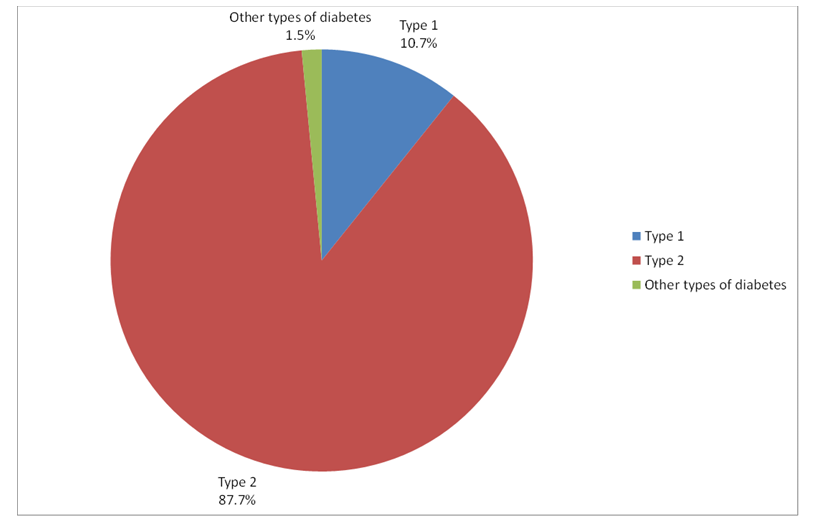 Other types of diabetes
1.5%
Type 1
10.7%
Type 1
Type 2
Other types of diabetes
Type 2
87.7%